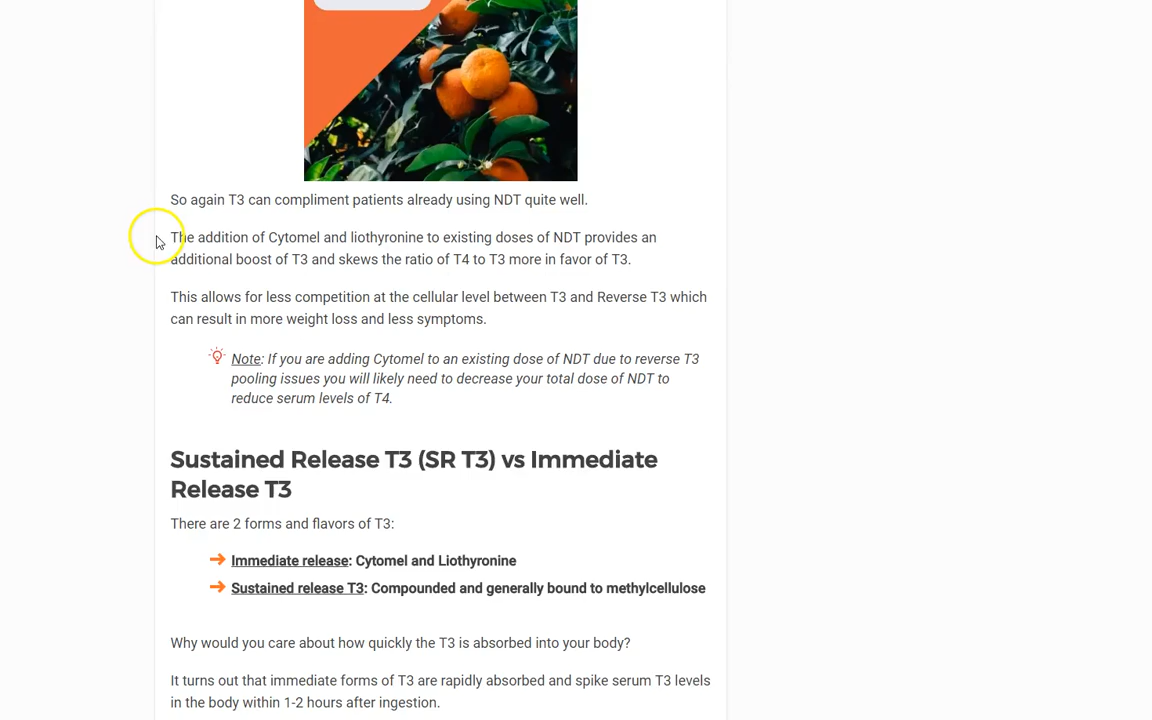 So again T3 can compliment patients already using NDT quite well.
The addition of Cytomel and liothyronine to existing doses of NDT provides an
additional boost of T3 and skews the ratio of T4 to T3 more in favor of T3.
This allows for less competition at the cellular level between T3 and Reverse T3 which
can result in more weight loss and less symptoms.
Note: If you are adding Cytomel to an existing dose of NDT due to reverse T3
pooling issues you will likely need to decrease your total dose of NDT to
reduce serum levels of T4.
Sustained Release T3 (SR T3) vs Immediate
Release T3
There are 2 forms and flavors of T3:
Immediate release: Cytomel and Liothyronine
Sustained release T3: Compounded and generally bound to methylcellulose
Why would you care about how quickly the T3 is absorbed into your body?
It turns out that immediate forms of T3 are rapidly absorbed and spike serum T3 levels
in the body within 1-2 hours after ingestion.